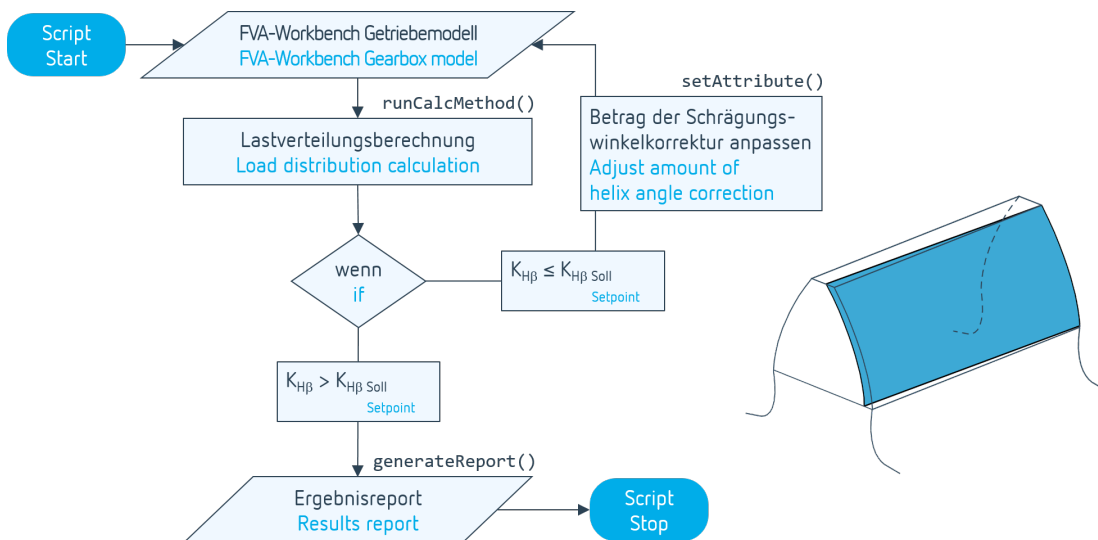 Script
Start
FVA-Workbench Getriebemodell
FVA-Workbench Gearbox model
runCalcMethod()
Lastverteilungsberechnung
Load distribution calculation
setAttribute()
Betrag der Schrägungs-
winkelkorrektur anpassen
Adjust amount of
helix angle correction
wenn
if
KHβ ≤ KHβ Soll
Setpoint
KHβ > KHβ Soll
Setpoint
generateReport()
Ergebnisreport
Results report
Script
Stop